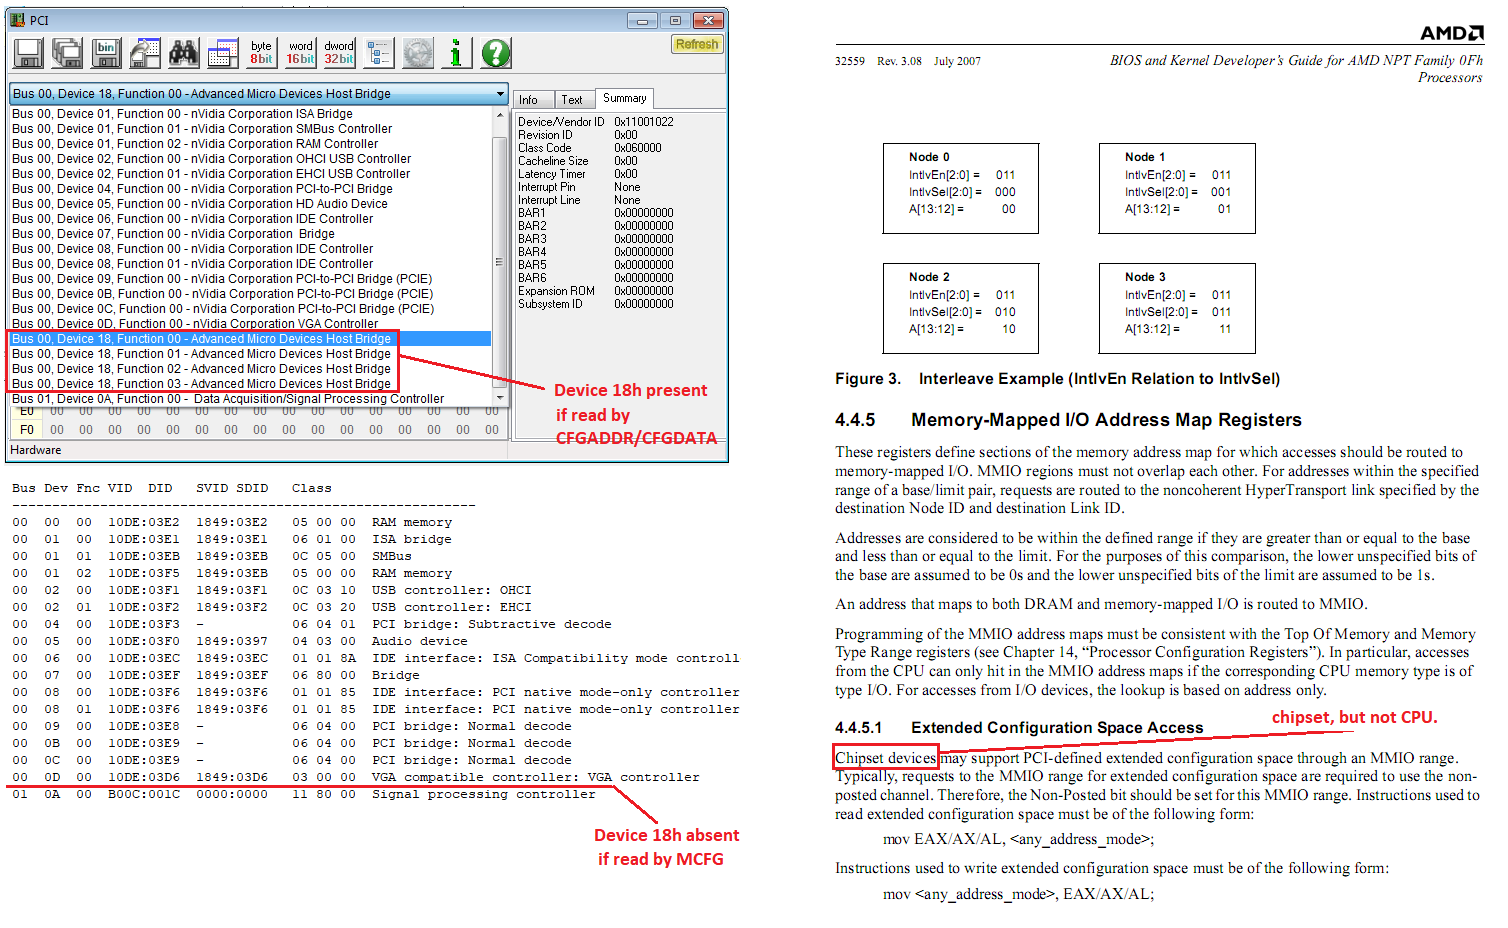 PCI
bin
byte
8bit
word
16bit
dword
32bit
Refresh
Bus 00, Device 18, Function 00 - Advanced Micro Devices Host Bridge
Bus 00, Device 01, Function 00 - nVidia Corporation ISA Bridge
Bus 00, Device 01, Function 01 - nVidia Corporation SMBus Controller
Bus 00, Device 01, Function 02 - nVidia Corporation RAM Controller
Bus 00, Device 02, Function 00 - nVidia Corporation OHCI USB Controller
Bus 00, Device 02, Function 01 - nVidia Corporation EHCI USB Controller
Bus 00, Device 04, Function 00 - nVidia Corporation PCI-to-PCI Bridge
Bus 00, Device 05, Function 00 - nVidia Corporation HD Audio Device
Bus 00, Device 06, Function 00 - nVidia Corporation IDE Controller
Bus 00, Device 07, Function 00 - nVidia Corporation  Bridge
Bus 00, Device 08, Function 00 - nVidia Corporation IDE Controller
Bus 00, Device 08, Function 01 - nVidia Corporation IDE Controller
Bus 00, Device 09, Function 00 - nVidia Corporation PCI-to-PCI Bridge (PCIE)
Bus 00, Device 0B, Function 00 - nVidia Corporation PCI-to-PCI Bridge (PCIE)
Bus 00, Device 0C, Function 00 - nVidia Corporation PCI-to-PCI Bridge (PCIE)
Bus 00, Device 0D, Function 00 - nVidia Corporation VGA Controller
Bus 00, Device 18, Function 00 - Advanced Micro Devices Host Bridge
Bus 00, Device 18, Function 01 - Advanced Micro Devices Host Bridge
Bus 00, Device 18, Function 02 - Advanced Micro Devices Host Bridge
Bus 00, Device 18, Function 03 - Advanced Micro Devices Host Bridge
Bus 01, Device 0A, Function 00 -  Data Acquisition/Signal Processing Controller
E0 00 00 00 00 00 00 00 00 00 00 00 00 00 00 00 00
F0 00 00 00 00 00 00 00 00 00 00 00 00 00 00 00 00
Hardware
Info Text Summary
Device/Vendor ID 0x11001022
Revision ID 0x00
Class Code 0x060000
Cacheline Size 0x00
Latency Timer 0x00
Interrupt Pin None
Interrupt Line None
BAR1 0x00000000
BAR2 0x00000000
BAR3 0x00000000
BAR4 0x00000000
BAR5 0x00000000
BAR6 0x00000000
Expansion ROM 0x00000000
Subsystem ID 0x00000000
Device 18h present
if read by
CFGADDR/CFGDATA
Bus Dev Fnc VID  DID   SVID SDID   Class
------------------------------------------------------------
00  00  00  10DE:03E2  1849:03E2   05 00 00  RAM memory
00  01  00  10DE:03E1  1849:03E1   06 01 00  ISA bridge
00  01  01  10DE:03EB  1849:03EB   0C 05 00  SMBus
00  01  02  10DE:03F5  1849:03EB   05 00 00  RAM memory
00  02  00  10DE:03F1  1849:03F1   0C 03 10  USB controller: OHCI
00  02  01  10DE:03F2  1849:03F2   0C 03 20  USB controller: EHCI
00  04  00  10DE:03F3  -           06 04 01  PCI bridge: Subtractive decode
00  05  00  10DE:03F0  1849:0397   04 03 00  Audio device
00  06  00  10DE:03EC  1849:03EC   01 01 8A  IDE interface: ISA Compatibility mode controll
00  07  00  10DE:03EF  1849:03EF   06 80 00  Bridge
00  08  00  10DE:03F6  1849:03F6   01 01 85  IDE interface: PCI native mode-only controller
00  08  01  10DE:03F6  1849:03F6   01 01 85  IDE interface: PCI native mode-only controller
00  09  00  10DE:03E8  -           06 04 00  PCI bridge: Normal decode
00  0B  00  10DE:03E9  -           06 04 00  PCI bridge: Normal decode
00  0C  00  10DE:03E9  -           06 04 00  PCI bridge: Normal decode
00  0D  00  10DE:03D6  1849:03D6   03 00 00  VGA compatible controller: VGA controller
01  0A  00  B00C:001C  0000:0000   11 80 00  Signal processing controller
Device 18h absent
if read by MCFG
AMD
32559 Rev. 3.08 July 2007
BIOS and Kernel Developer's Guide for AMD NPT Family 0Fh
Processors
Node 0
IntlvEn[2:0] = 011
IntlvSel[2:0] = 000
A[13:12] = 00
Node 1
IntlvEn[2:0] = 011
IntlvSel[2:0] = 001
A[13:12] = 01
Node 2
IntlvEn[2:0] = 011
IntlvSel[2:0] = 010
A[13:12] = 10
Node 3
IntlvEn[2:0] = 011
IntlvSel[2:0] = 011
A[13:12] = 11
Figure 3. Interleave Example (IntlvEn Relation to IntlvSel)
4.4.5 Memory-Mapped I/O Address Map Registers
These registers define sections of the memory address map for which accesses should be routed to
memory-mapped I/O. MMIO regions must not overlap each other. For addresses within the specified
range of a base/limit pair, requests are routed to the noncoherent HyperTransport link specified by the
destination Node ID and destination Link ID.
Addresses are considered to be within the defined range if they are greater than or equal to the base
and less than or equal to the limit. For the purposes of this comparison, the lower unspecified bits of
the base are assumed to be 0s and the lower unspecified bits of the limit are assumed to be 1s.
An address that maps to both DRAM and memory-mapped I/O is routed to MMIO.
Programming of the MMIO address maps must be consistent with the Top Of Memory and Memory
Type Range registers (see Chapter 14, “Processor Configuration Registers”). In particular, accesses
from the CPU can only hit in the MMIO address maps if the corresponding CPU memory type is of
type I/O. For accesses from I/O devices, the lookup is based on address only.
chipset, but not CPU.
4.4.5.1 Extended Configuration Space Access
Chipset devices may support PCI-defined extended configuration space through an MMIO range.
Typically, requests to the MMIO range for extended configuration space are required to use the non-
posted channel. Therefore, the Non-Posted bit should be set for this MMIO range. Instructions used to
read extended configuration space must be of the following form:
mov EAX/AX/AL, <any_address_mode>;
Instructions used to write extended configuration space must be of the following form:
mov <any_address_mode>, EAX/AX/AL;